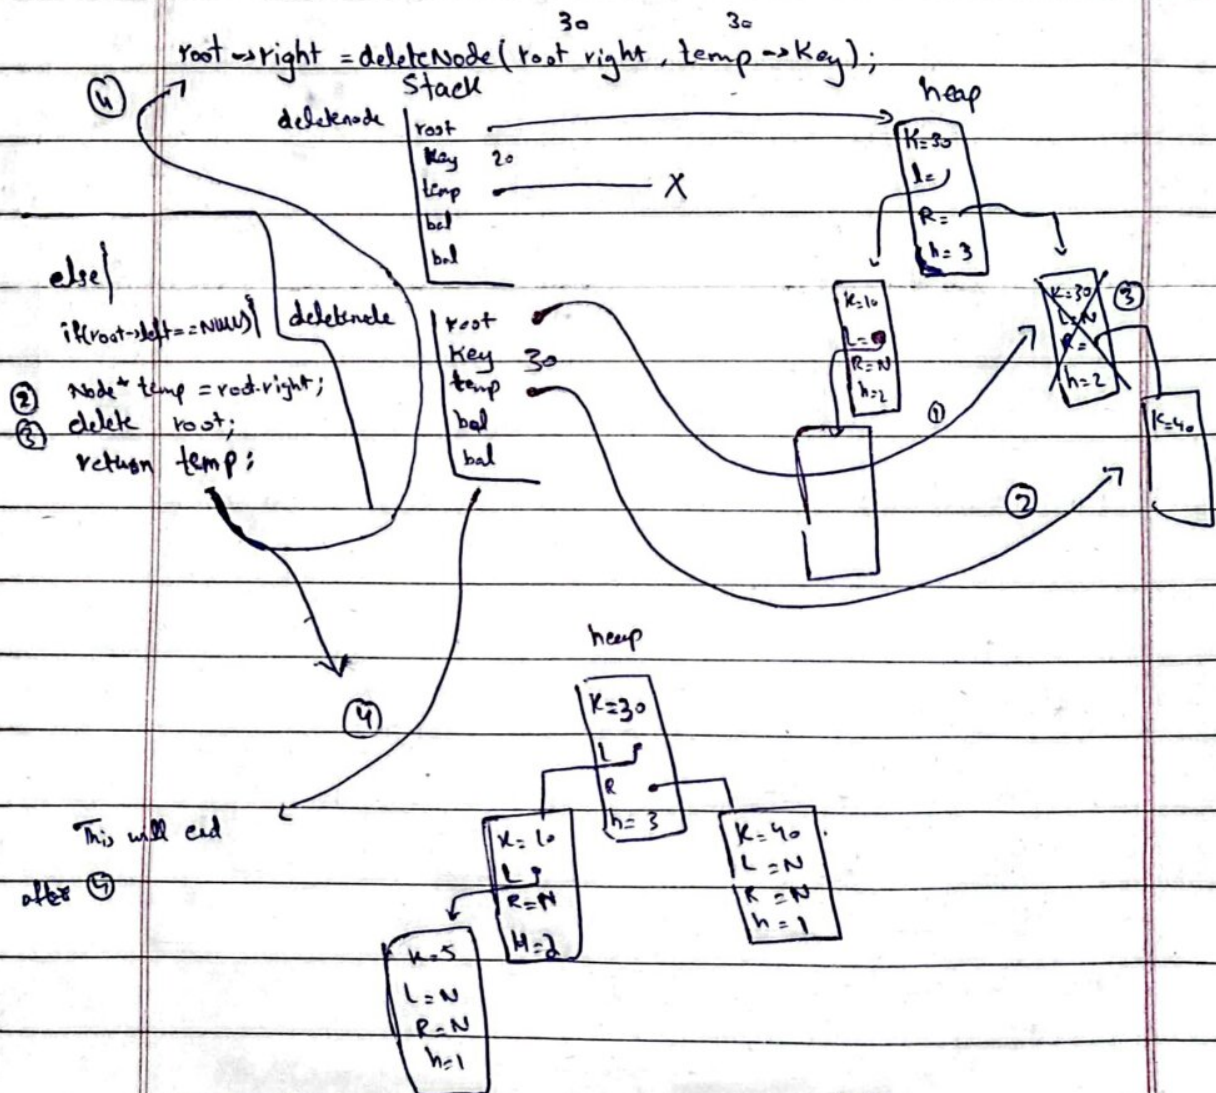 30 30
root→right = deleteNode(root right, temp→Key);
④
Stack
heap
deletenode
root
Key 20
temp X
bal
bal
K=30
l=
R=
h=3
K=10
L=
R=N
h=2
K=30
L=N
R=
h=2
③
K=40
else{
if(root→left==NULL){
② Node* temp = root.right;
③ delete root;
return temp;
deletenode
root
Key 30
temp
bal
bal
①
②
④
This will end
after ④
heap
K=30
L
R
h=3
K=10
L
R=N
H=2
K=40
L=N
R=N
h=1
K=5
L=N
R=N
h=1